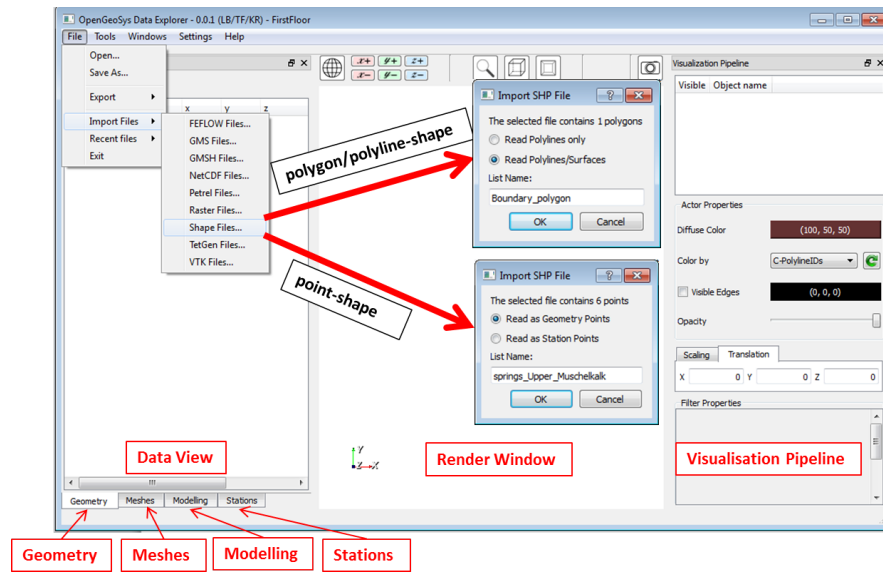 OpenGeoSys Data Explorer - 0.0.1 (LB/TF/KR) - FirstFloor
File Tools Windows Settings Help
Open...
Save As...
Export
Import Files
Recent files
Exit
x y z
FEFLOW Files...
GMS Files...
GMSH Files...
NetCDF Files...
Petrel Files...
Raster Files...
Shape Files...
TetGen Files...
VTK Files...
x+ y+ z+
x- y- z-
polygon/polyline-shape
point-shape
Import SHP File
The selected file contains 1 polygons
Read Polylines only
Read Polylines/Surfaces
List Name:
Boundary_polygon
OK Cancel
Import SHP File
The selected file contains 6 points
Read as Geometry Points
Read as Station Points
List Name:
springs_Upper_Muschelkalk
OK Cancel
Visualization Pipeline
Visible Object name
Actor Properties
Diffuse Color (100, 50, 50)
Color by C-PolylineIDs
Visible Edges (0, 0, 0)
Opacity
Scaling Translation
X 0 Y 0 Z 0
Filter Properties
Data View
Render Window
Visualisation Pipeline
Y
Z X
Geometry Meshes Modelling Stations
Geometry Meshes Modelling Stations